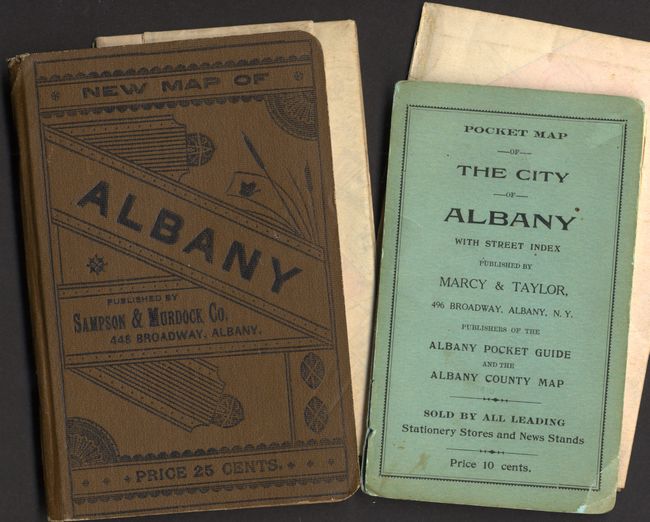 NEW MAP OF
ALBANY
PUBLISHED BY
SAMPSON & MURDOCK CO.
448 BROADWAY. ALBANY.
PRICE 25 CENTS.
POCKET MAP
—OF—
THE CITY
—OF—
ALBANY
WITH STREET INDEX
PUBLISHED BY
MARCY & TAYLOR,
496 BROADWAY. ALBANY, N. Y.
PUBLISHERS OF THE
ALBANY POCKET GUIDE
AND THE
ALBANY COUNTY MAP
SOLD BY ALL LEADING
Stationery Stores and News Stands
Price 10 cents.